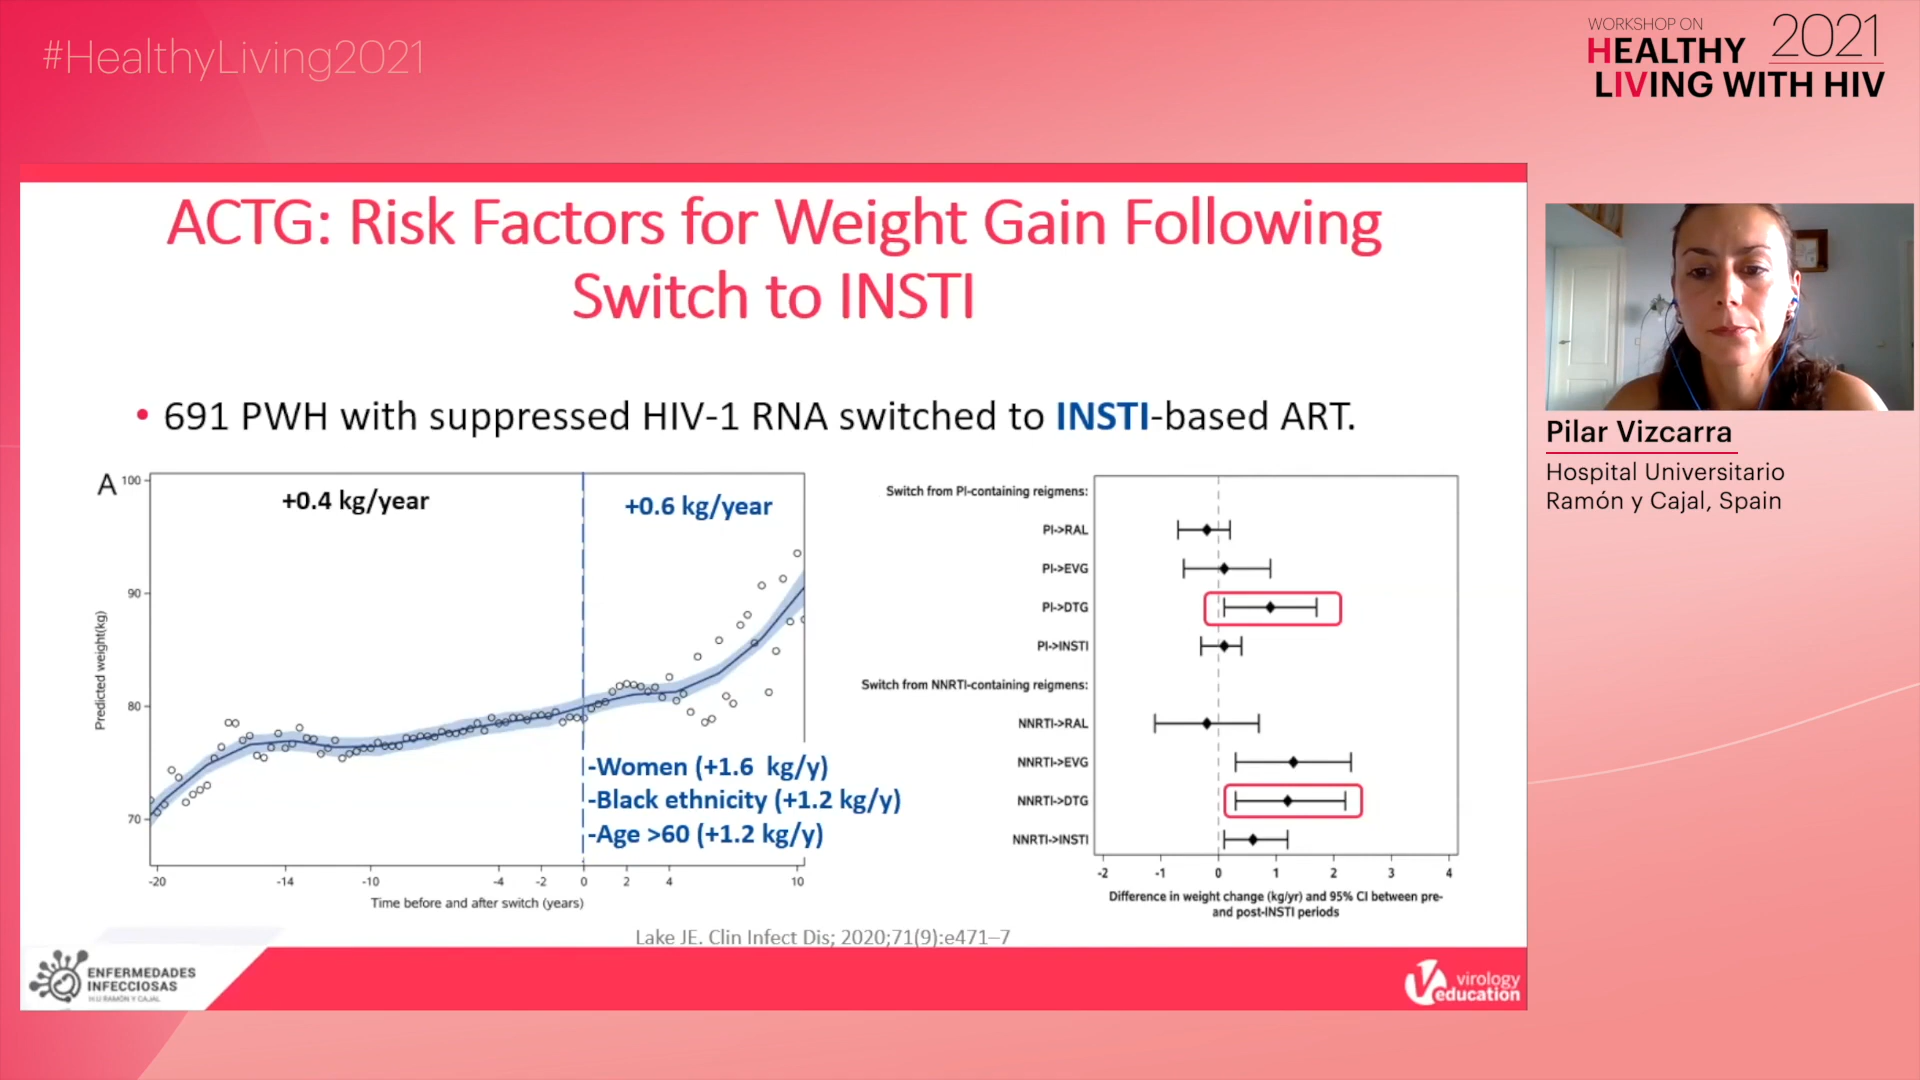 #HealthyLiving2021
WORKSHOP ON
HEALTHY 2021
LIVING WITH HIV
ACTG: Risk Factors for Weight Gain Following
Switch to INSTI
• 691 PWH with suppressed HIV-1 RNA switched to INSTI-based ART.
A
100
90
80
70
Predicted weight(kg)
+0.4 kg/year
+0.6 kg/year
-Women (+1.6 kg/y)
-Black ethnicity (+1.2 kg/y)
-Age >60 (+1.2 kg/y)
-20 -14 -10 -4 -2 0 2 4 10
Time before and after switch (years)
Switch from PI-containing reigmens:
PI->RAL
PI->EVG
PI->DTG
PI->INSTI
Switch from NNRTI-containing reigmens:
NNRTI->RAL
NNRTI->EVG
NNRTI->DTG
NNRTI->INSTI
-2 -1 0 1 2 3 4
Difference in weight change (kg/yr) and 95% CI between pre-
and post-INSTI periods
Lake JE. Clin Infect Dis; 2020;71(9):e471–7
ENFERMEDADES
INFECCIOSAS
H.U RAMÓN Y CAJAL
virology
education
Pilar Vizcarra
Hospital Universitario
Ramón y Cajal, Spain